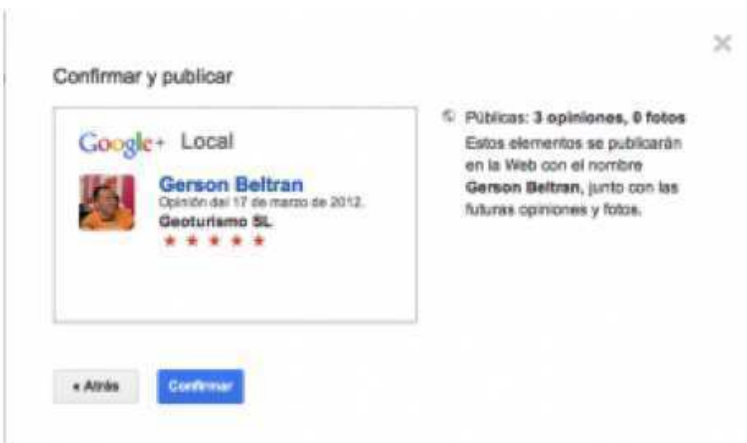 Confirmar y publicar
Google+ Local
Gerson Beltran
Opinión del 17 de marzo de 2012.
Geoturismo SL
Públicas: 3 opiniones, 0 fotos
Estos elementos se publicarán
en la Web con el nombre
Gerson Beltran, junto con las
futuras opiniones y fotos.
« Atrás
Confirmar